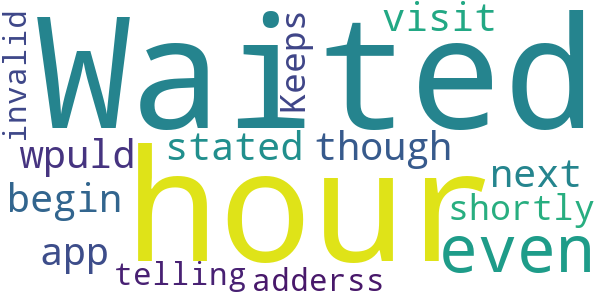 invalid
Waited
Keeps
visit
wpuld
stated
though
hour
next
begin
shortly
app
even
telling
adderss